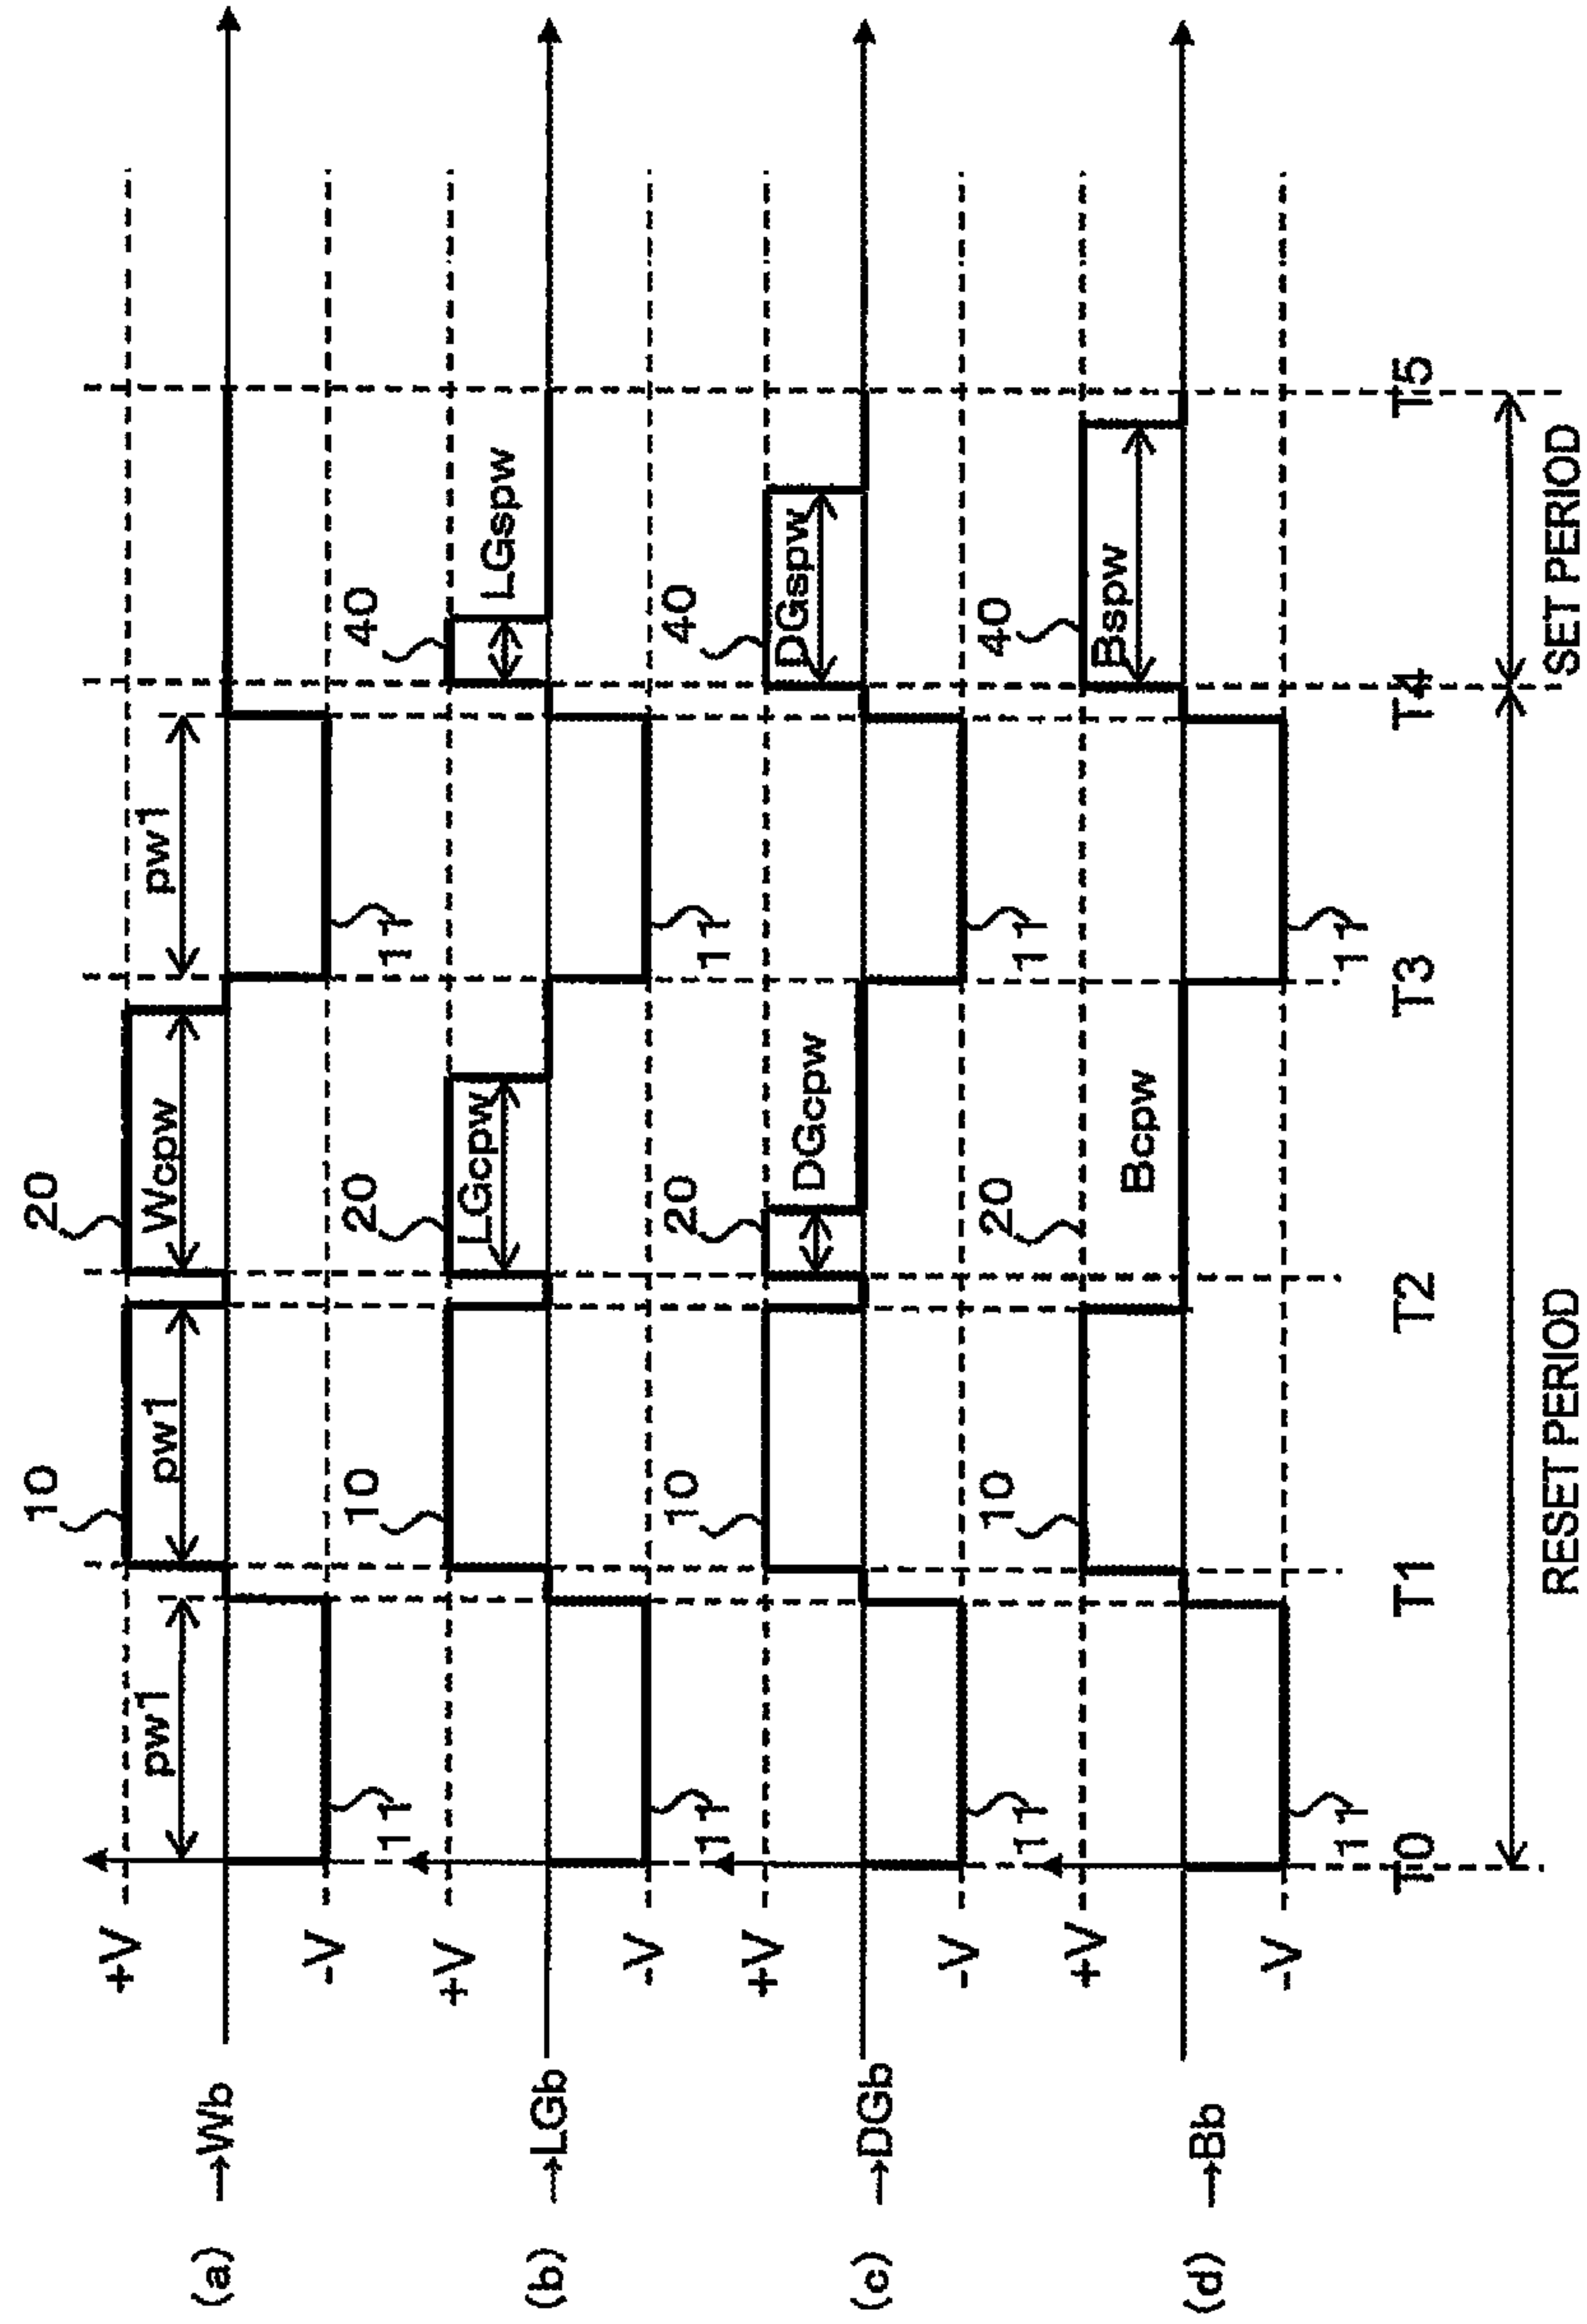 20
10
+V
pw1
pw1
Wcpw
pw1
(a) →Wb
-V
11
11
+V
10
20
40
LGcpw
LGspw
(b) →LGb
-V
11
11
+V
10
20
40
DGcpw
DGspw
(c) →DGb
-V
11
11
+V
10
20
40
Bcpw
Bspw
(d) →Bb
-V
11
11
T0
T1
T2
T3
T4
T5
RESET PERIOD
SET PERIOD